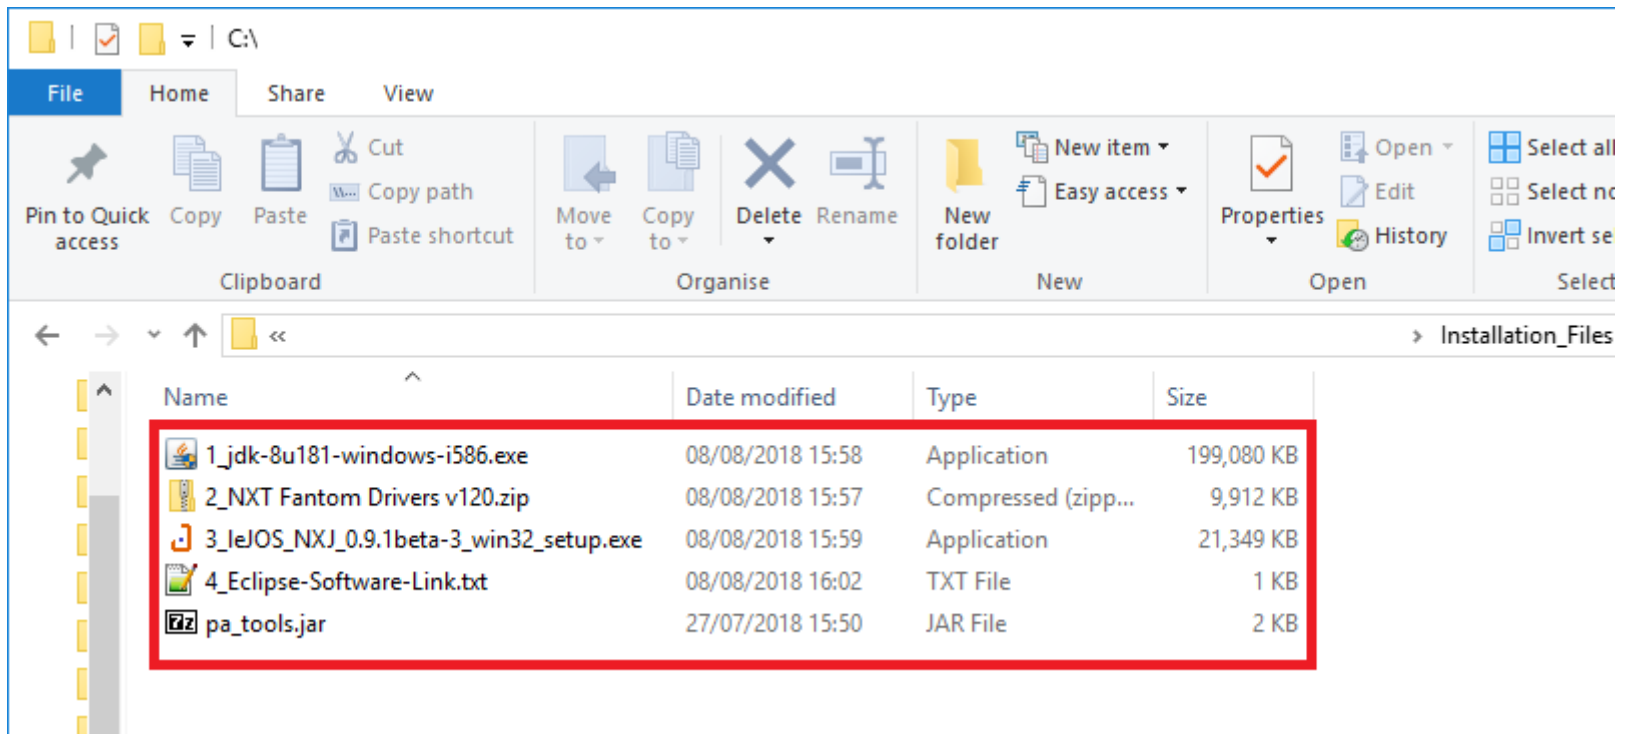 C:\
File Home Share View
Pin to Quick access
Copy
Paste
Cut
Copy path
Paste shortcut
Clipboard
Move to
Copy to
Delete
Rename
Organise
New folder
New item
Easy access
New
Properties
Open
Edit
History
Open
Select all
Select no
Invert se
Select
« › Installation_Files
Name Date modified Type Size
1_jdk-8u181-windows-i586.exe 08/08/2018 15:58 Application 199,080 KB
2_NXT Fantom Drivers v120.zip 08/08/2018 15:57 Compressed (zipp... 9,912 KB
3_leJOS_NXJ_0.9.1beta-3_win32_setup.exe 08/08/2018 15:59 Application 21,349 KB
4_Eclipse-Software-Link.txt 08/08/2018 16:02 TXT File 1 KB
pa_tools.jar 27/07/2018 15:50 JAR File 2 KB